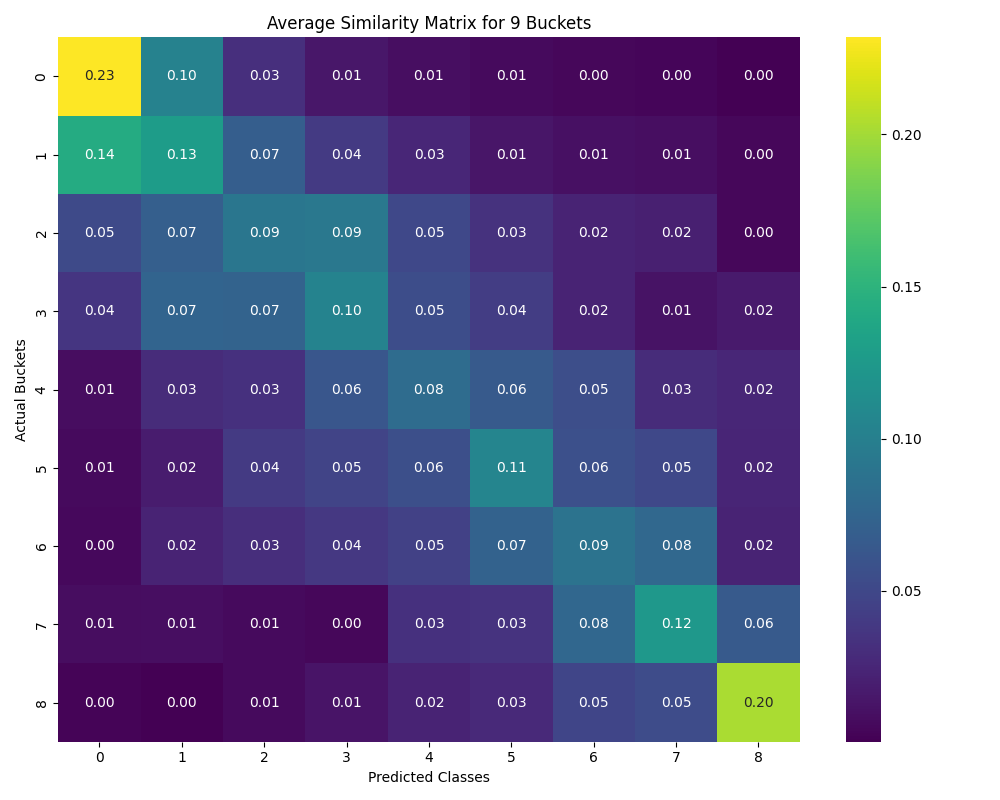 Average Similarity Matrix for 9 Buckets
0 0.23 0.10 0.03 0.01 0.01 0.01 0.00 0.00 0.00
1 0.14 0.13 0.07 0.04 0.03 0.01 0.01 0.01 0.00
2 0.05 0.07 0.09 0.09 0.05 0.03 0.02 0.02 0.00
3 0.04 0.07 0.07 0.10 0.05 0.04 0.02 0.01 0.02
4 0.01 0.03 0.03 0.06 0.08 0.06 0.05 0.03 0.02
5 0.01 0.02 0.04 0.05 0.06 0.11 0.06 0.05 0.02
6 0.00 0.02 0.03 0.04 0.05 0.07 0.09 0.08 0.02
7 0.01 0.01 0.01 0.00 0.03 0.03 0.08 0.12 0.06
8 0.00 0.00 0.01 0.01 0.02 0.03 0.05 0.05 0.20
0 1 2 3 4 5 6 7 8
Predicted Classes
Actual Buckets
0.20
0.15
0.10
0.05